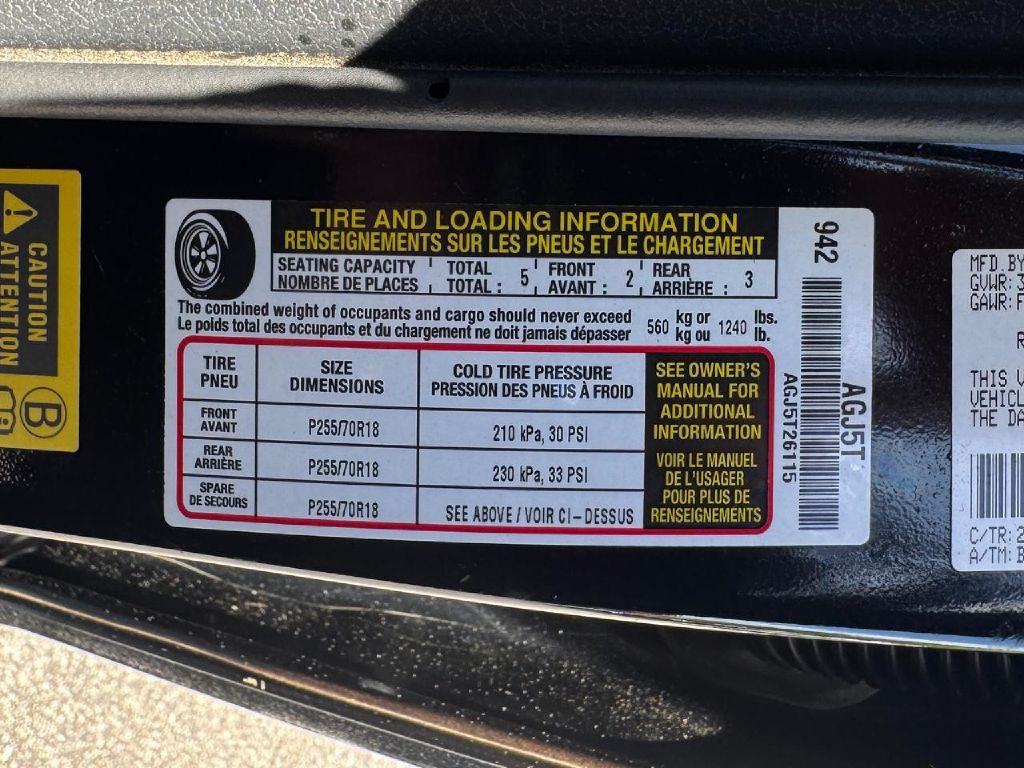 CAUTION
ATTENTION
B
TIRE AND LOADING INFORMATION
RENSEIGNEMENTS SUR LES PNEUS ET LE CHARGEMENT
SEATING CAPACITY TOTAL FRONT REAR
NOMBRE DE PLACES TOTAL : 5 AVANT : 2 ARRIÈRE : 3
The combined weight of occupants and cargo should never exceed 560 kg or 1240 lbs.
Le poids total des occupants et du chargement ne doit jamais dépasser kg ou lb.
TIRE SIZE COLD TIRE PRESSURE
PNEU DIMENSIONS PRESSION DES PNEUS À FROID
FRONT
AVANT P255/70R18 210 kPa, 30 PSI
REAR
ARRIÈRE P255/70R18 230 kPa, 33 PSI
SPARE
DE SECOURS P255/70R18 SEE ABOVE / VOIR CI-DESSUS
SEE OWNER'S
MANUAL FOR
ADDITIONAL
INFORMATION
VOIR LE MANUEL
DE L'USAGER
POUR PLUS DE
RENSEIGNEMENTS
942
AGJ5T26115
AGJ5T
MFD.BY
GVWR:3
GAWR:F
R
THIS V
VEHICL
THE DA
C/TR:2
A/TM:B